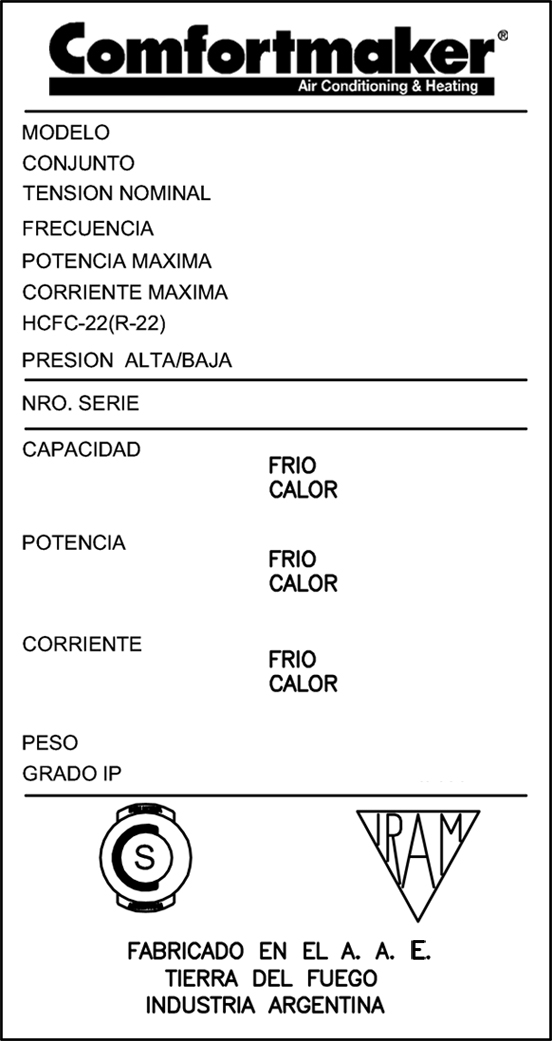 Comfortmaker®
Air Conditioning & Heating
MODELO
CONJUNTO
TENSION NOMINAL
FRECUENCIA
POTENCIA MAXIMA
CORRIENTE MAXIMA
HCFC-22(R-22)
PRESION ALTA/BAJA
NRO. SERIE
CAPACIDAD
FRIO
CALOR
POTENCIA
FRIO
CALOR
CORRIENTE
FRIO
CALOR
PESO
GRADO IP
S
IRAM
FABRICADO EN EL A. A. E.
TIERRA DEL FUEGO
INDUSTRIA ARGENTINA